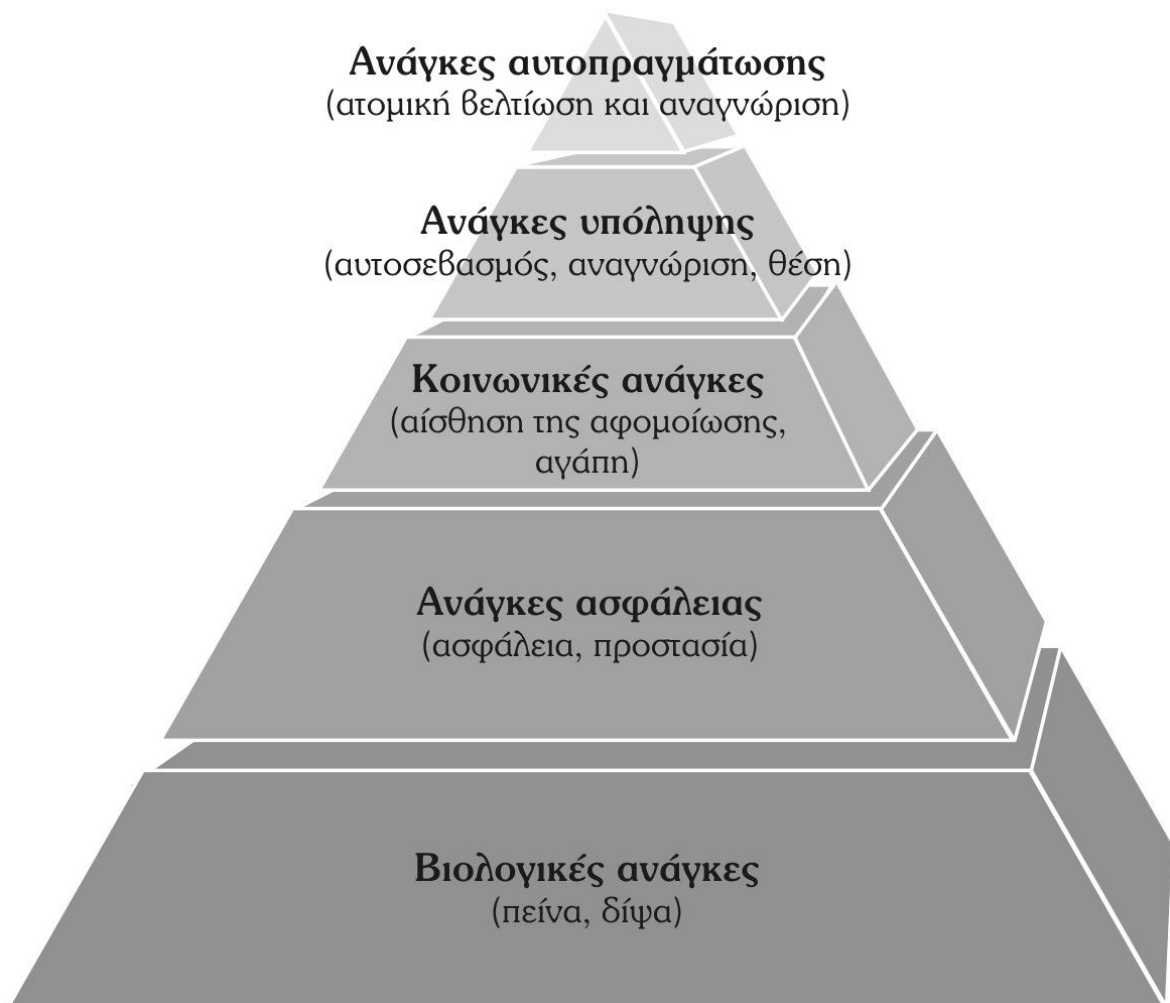 Ανάγκες αυτοπραγμάτωσης
(ατομική βελτίωση και αναγνώριση)
Ανάγκες υπόληψης
(αυτοσεβασμός, αναγνώριση, θέση)
Κοινωνικές ανάγκες
(αίσθηση της αφομοίωσης,
αγάπη)
Ανάγκες ασφάλειας
(ασφάλεια, προστασία)
Βιολογικές ανάγκες
(πείνα, δίψα)